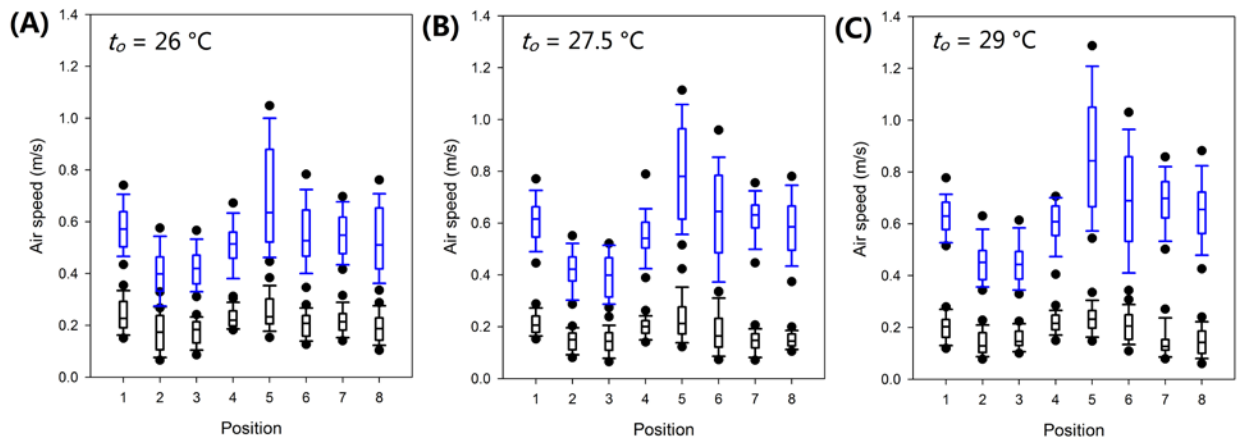 (A)
t_o = 26 °C
Air speed (m/s)
1.4
1.2
1.0
0.8
0.6
0.4
0.2
0.0
1 2 3 4 5 6 7 8
Position
(B)
t_o = 27.5 °C
Air speed (m/s)
1.4
1.2
1.0
0.8
0.6
0.4
0.2
0.0
1 2 3 4 5 6 7 8
Position
(C)
t_o = 29 °C
Air speed (m/s)
1.4
1.2
1.0
0.8
0.6
0.4
0.2
0.0
1 2 3 4 5 6 7 8
Position